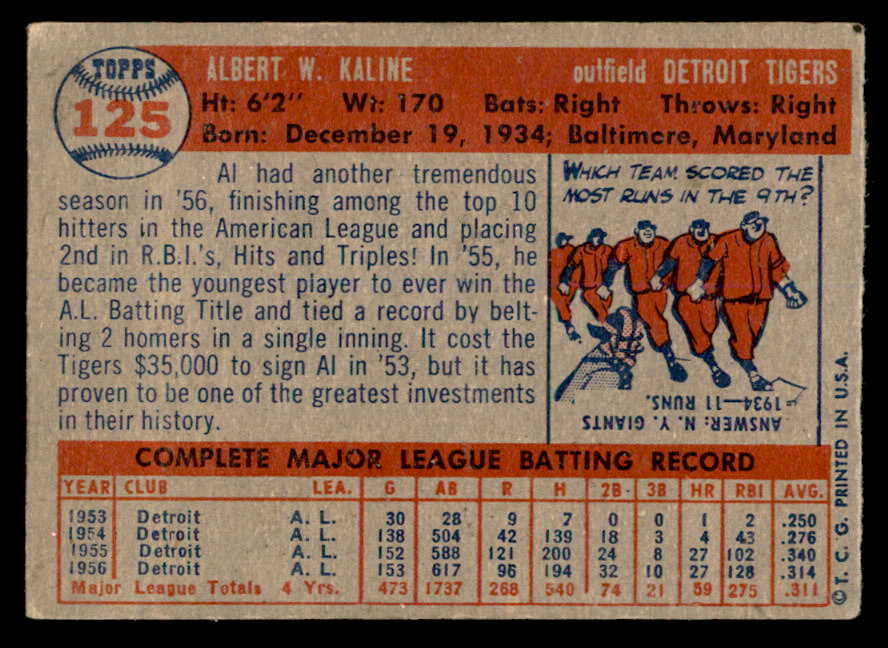 TOPPS
125
ALBERT W. KALINE outfield DETROIT TIGERS
Ht: 6'2" Wt: 170 Bats: Right Throws: Right
Born: December 19, 1934; Baltimore, Maryland
Al had another tremendous
season in '56, finishing among the top 10
hitters in the American League and placing
2nd in R.B.I.'s, Hits and Triples! In '55, he
became the youngest player to ever win the
A.L. Batting Title and tied a record by belt-
ing 2 homers in a single inning. It cost the
Tigers $35,000 to sign Al in '53, but it has
proven to be one of the greatest investments
in their history.
WHICH TEAM SCORED THE
MOST RUNS IN THE 9TH?
ANSWER: N. Y. GIANTS
—1934—11 RUNS.
COMPLETE MAJOR LEAGUE BATTING RECORD
YEAR CLUB LEA. G AB R H 2B 3B HR RBI AVG.
1953 Detroit A. L. 30 28 9 7 0 0 1 2 .250
1954 Detroit A. L. 138 504 42 139 18 3 4 43 .276
1955 Detroit A. L. 152 588 121 200 24 8 27 102 .340
1956 Detroit A. L. 153 617 96 194 32 10 27 128 .314
Major League Totals 4 Yrs. 473 1737 268 540 74 21 59 275 .311
© T. C. G. PRINTED IN U.S.A.